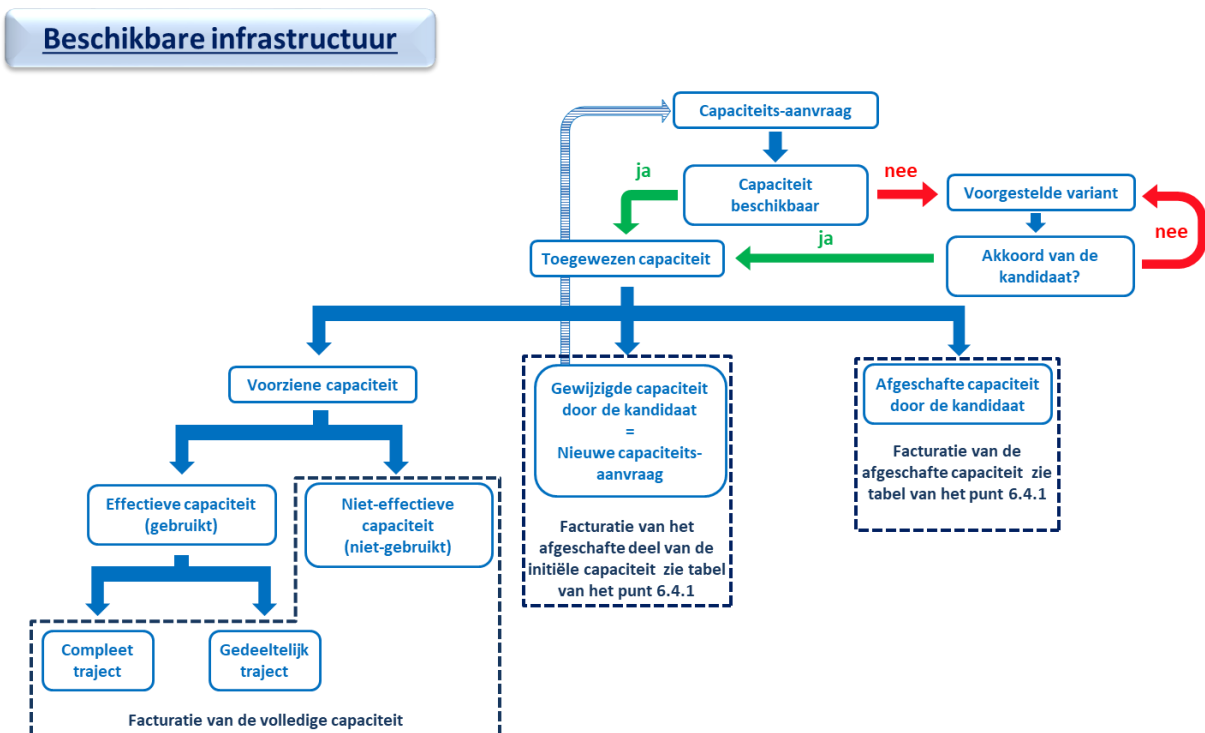 Beschikbare infrastructuur
Capaciteits-aanvraag
ja
Capaciteit
beschikbaar
nee
Voorgestelde variant
Toegewezen capaciteit
ja
Akkoord van de
kandidaat?
nee
Voorziene capaciteit
Gewijzigde capaciteit
door de kandidaat
=
Nieuwe capaciteits-
aanvraag
Afgeschafte capaciteit
door de kandidaat
Facturatie van de
afgeschafte capaciteit zie
tabel van het punt 6.4.1
Effectieve capaciteit
(gebruikt)
Niet-effectieve
capaciteit
(niet-gebruikt)
Facturatie van het
afgeschafte deel van de
initiële capaciteit zie tabel
van het punt 6.4.1
Compleet
traject
Gedeeltelijk
traject
Facturatie van de volledige capaciteit